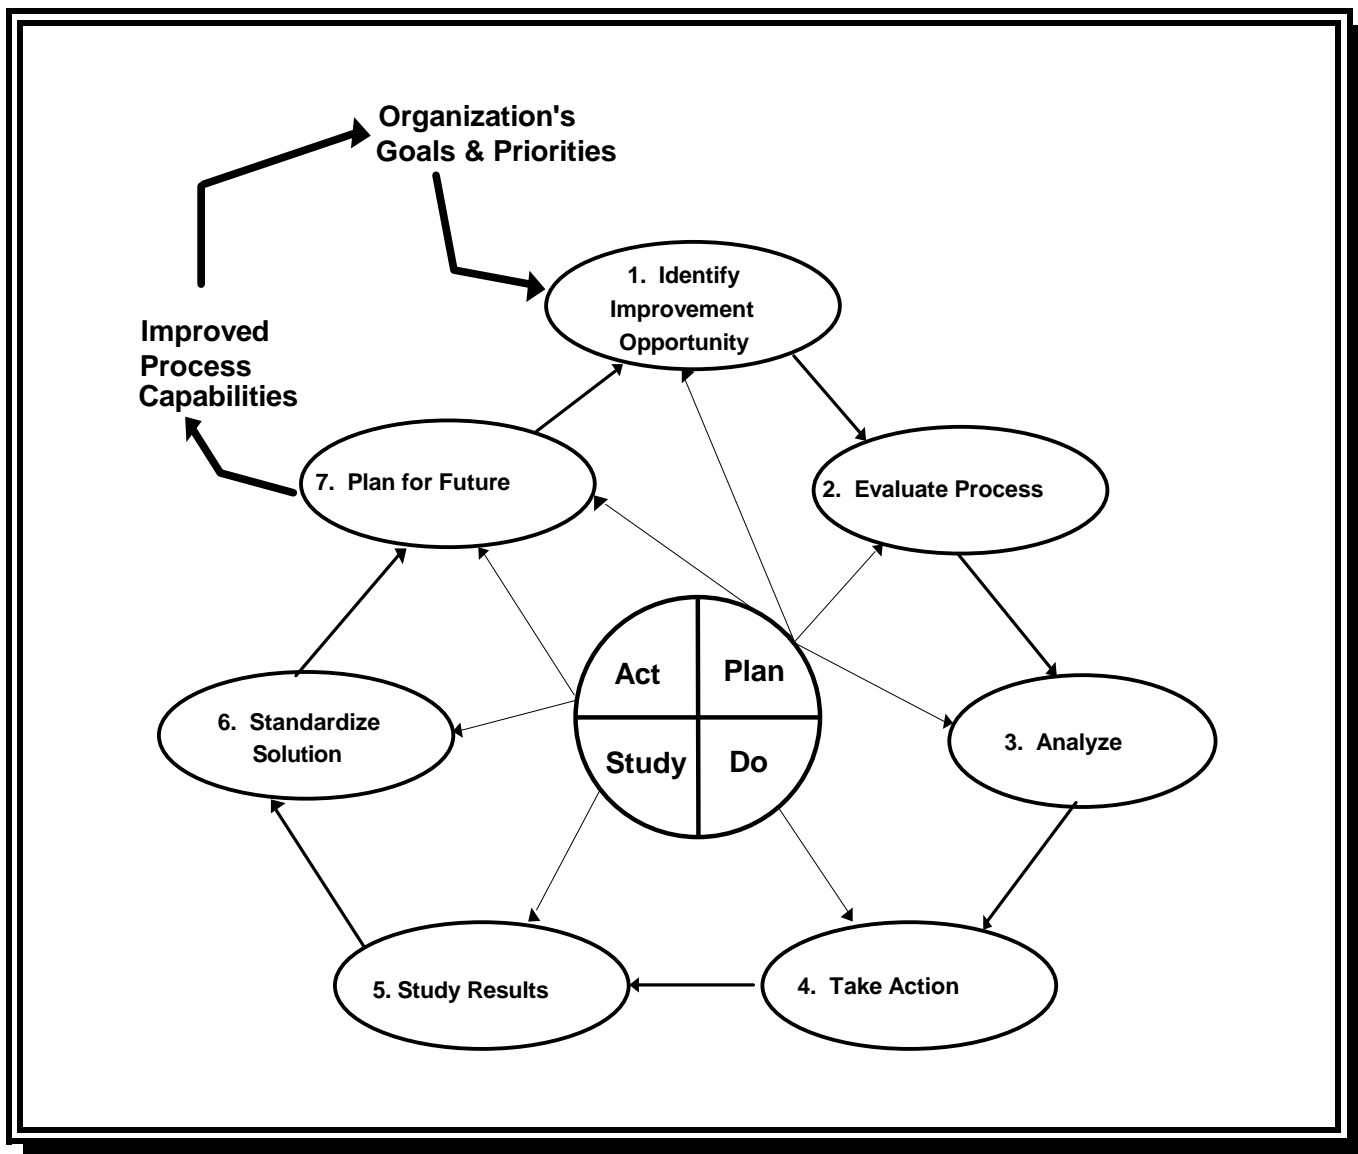 Organization's
Goals & Priorities
1. Identify
Improvement
Opportunity
Improved
Process
Capabilities
7. Plan for Future
2. Evaluate Process
Act
Plan
6. Standardize
Solution
3. Analyze
Study
Do
5. Study Results
4. Take Action